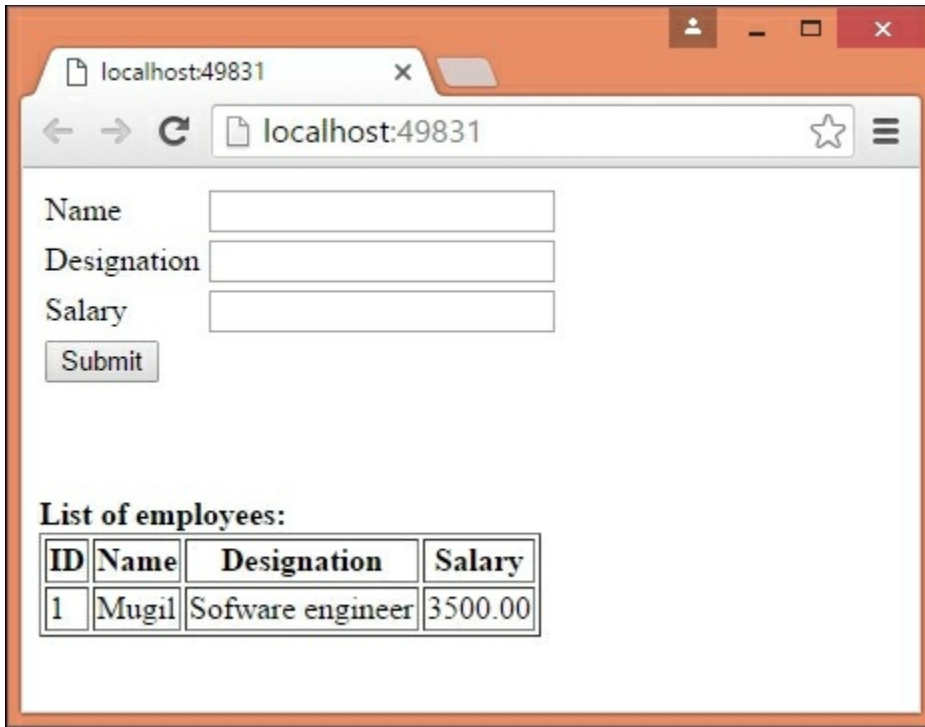 localhost:49831
localhost:49831
Name
Designation
Salary
Submit
List of employees:
ID Name Designation Salary
1 Mugil Sofware engineer 3500.00